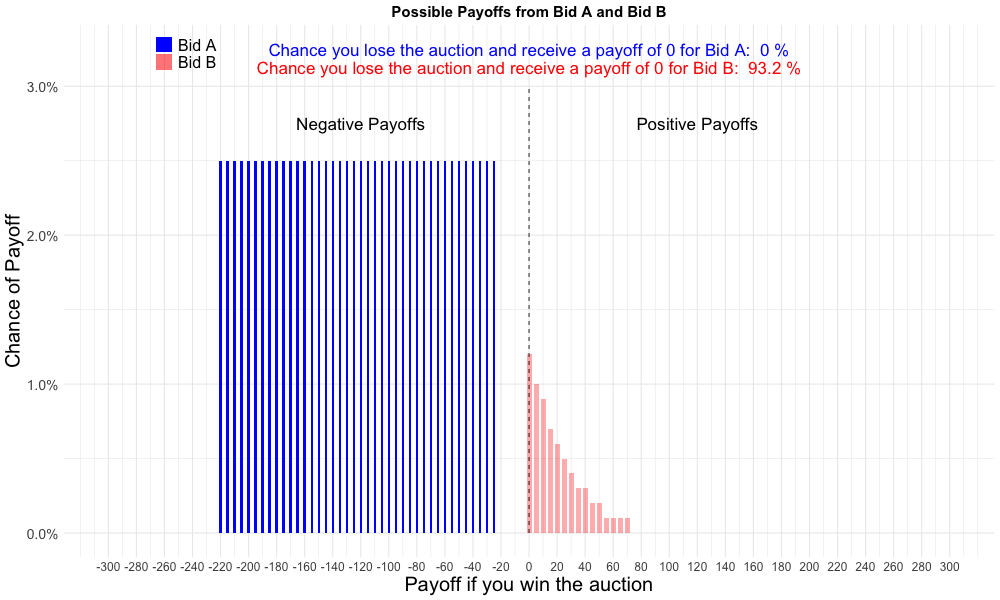 Possible Payoffs from Bid A and Bid B
Bid A
Bid B
Chance you lose the auction and receive a payoff of 0 for Bid A:  0 %
Chance you lose the auction and receive a payoff of 0 for Bid B:  93.2 %
Negative Payoffs
Positive Payoffs
Chance of Payoff
3.0%
2.0%
1.0%
0.0%
-300 -280 -260 -240 -220 -200 -180 -160 -140 -120 -100 -80 -60 -40 -20 0 20 40 60 80 100 120 140 160 180 200 220 240 260 280 300
Payoff if you win the auction